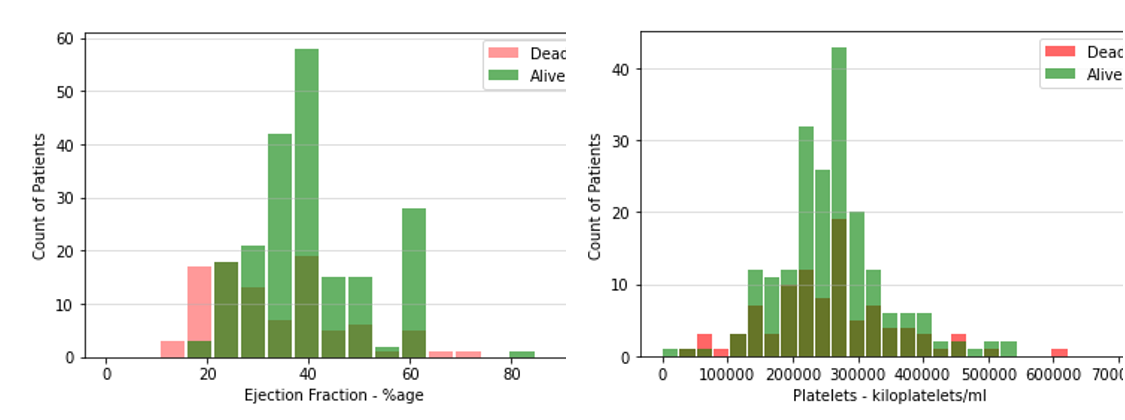 60
50
40
30
20
10
0
0 20 40 60 80
Count of Patients
Ejection Fraction - %age
Dead
Alive
40
30
20
10
0
0 100000 200000 300000 400000 500000 600000 7000
Count of Patients
Platelets - kiloplatelets/ml
Dead
Alive